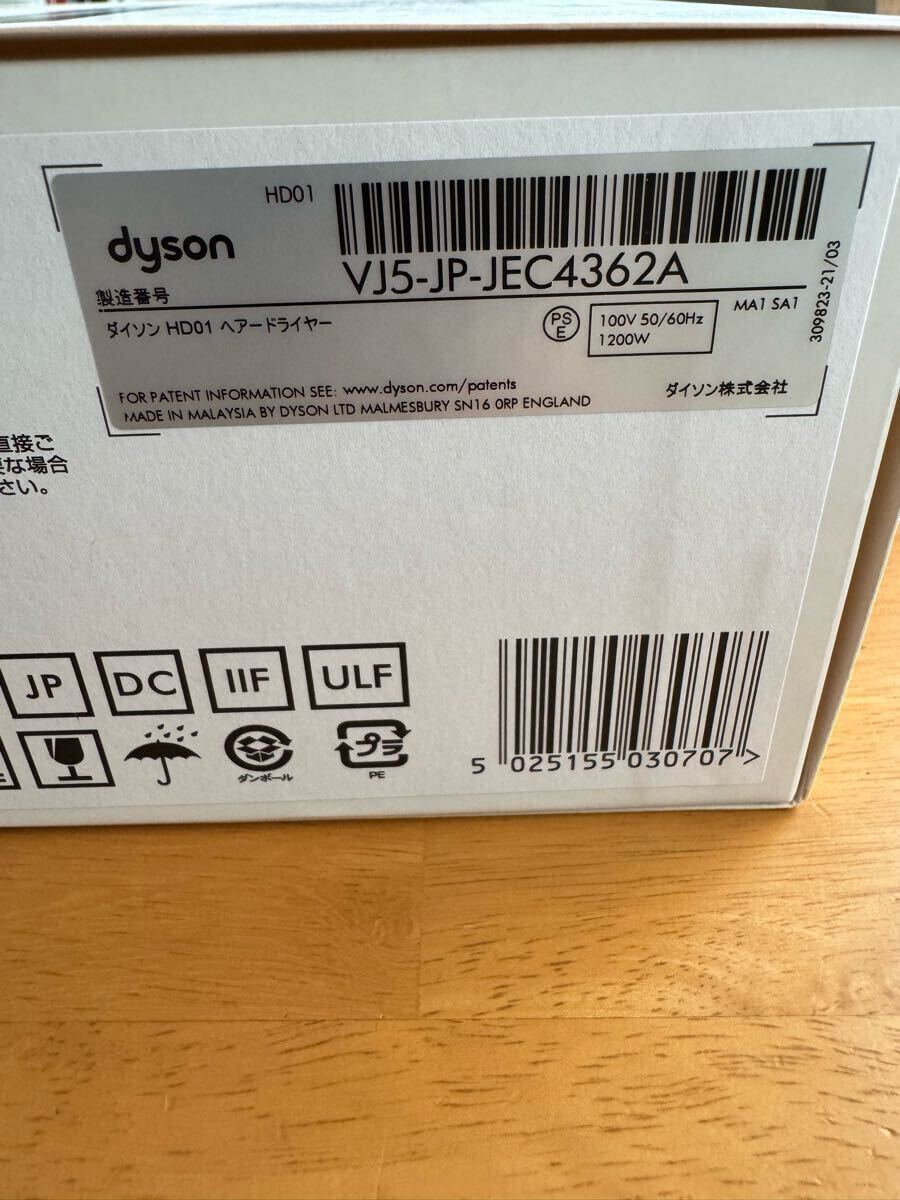 HD01
dyson
VJ5-JP-JEC4362A
製造番号
ダイソン HD01 ヘアードライヤー
PS
E
100V 50/60Hz
1200W
MA1 SA1
309823-21/03
FOR PATENT INFORMATION SEE: www.dyson.com/patents
ダイソン株式会社
MADE IN MALAYSIA BY DYSON LTD MALMESBURY SN16 0RP ENGLAND
直接ご
な場合
さい。
JP
DC
IIF
ULF
ダンボール
プラ
PE
5 025155 030707 >